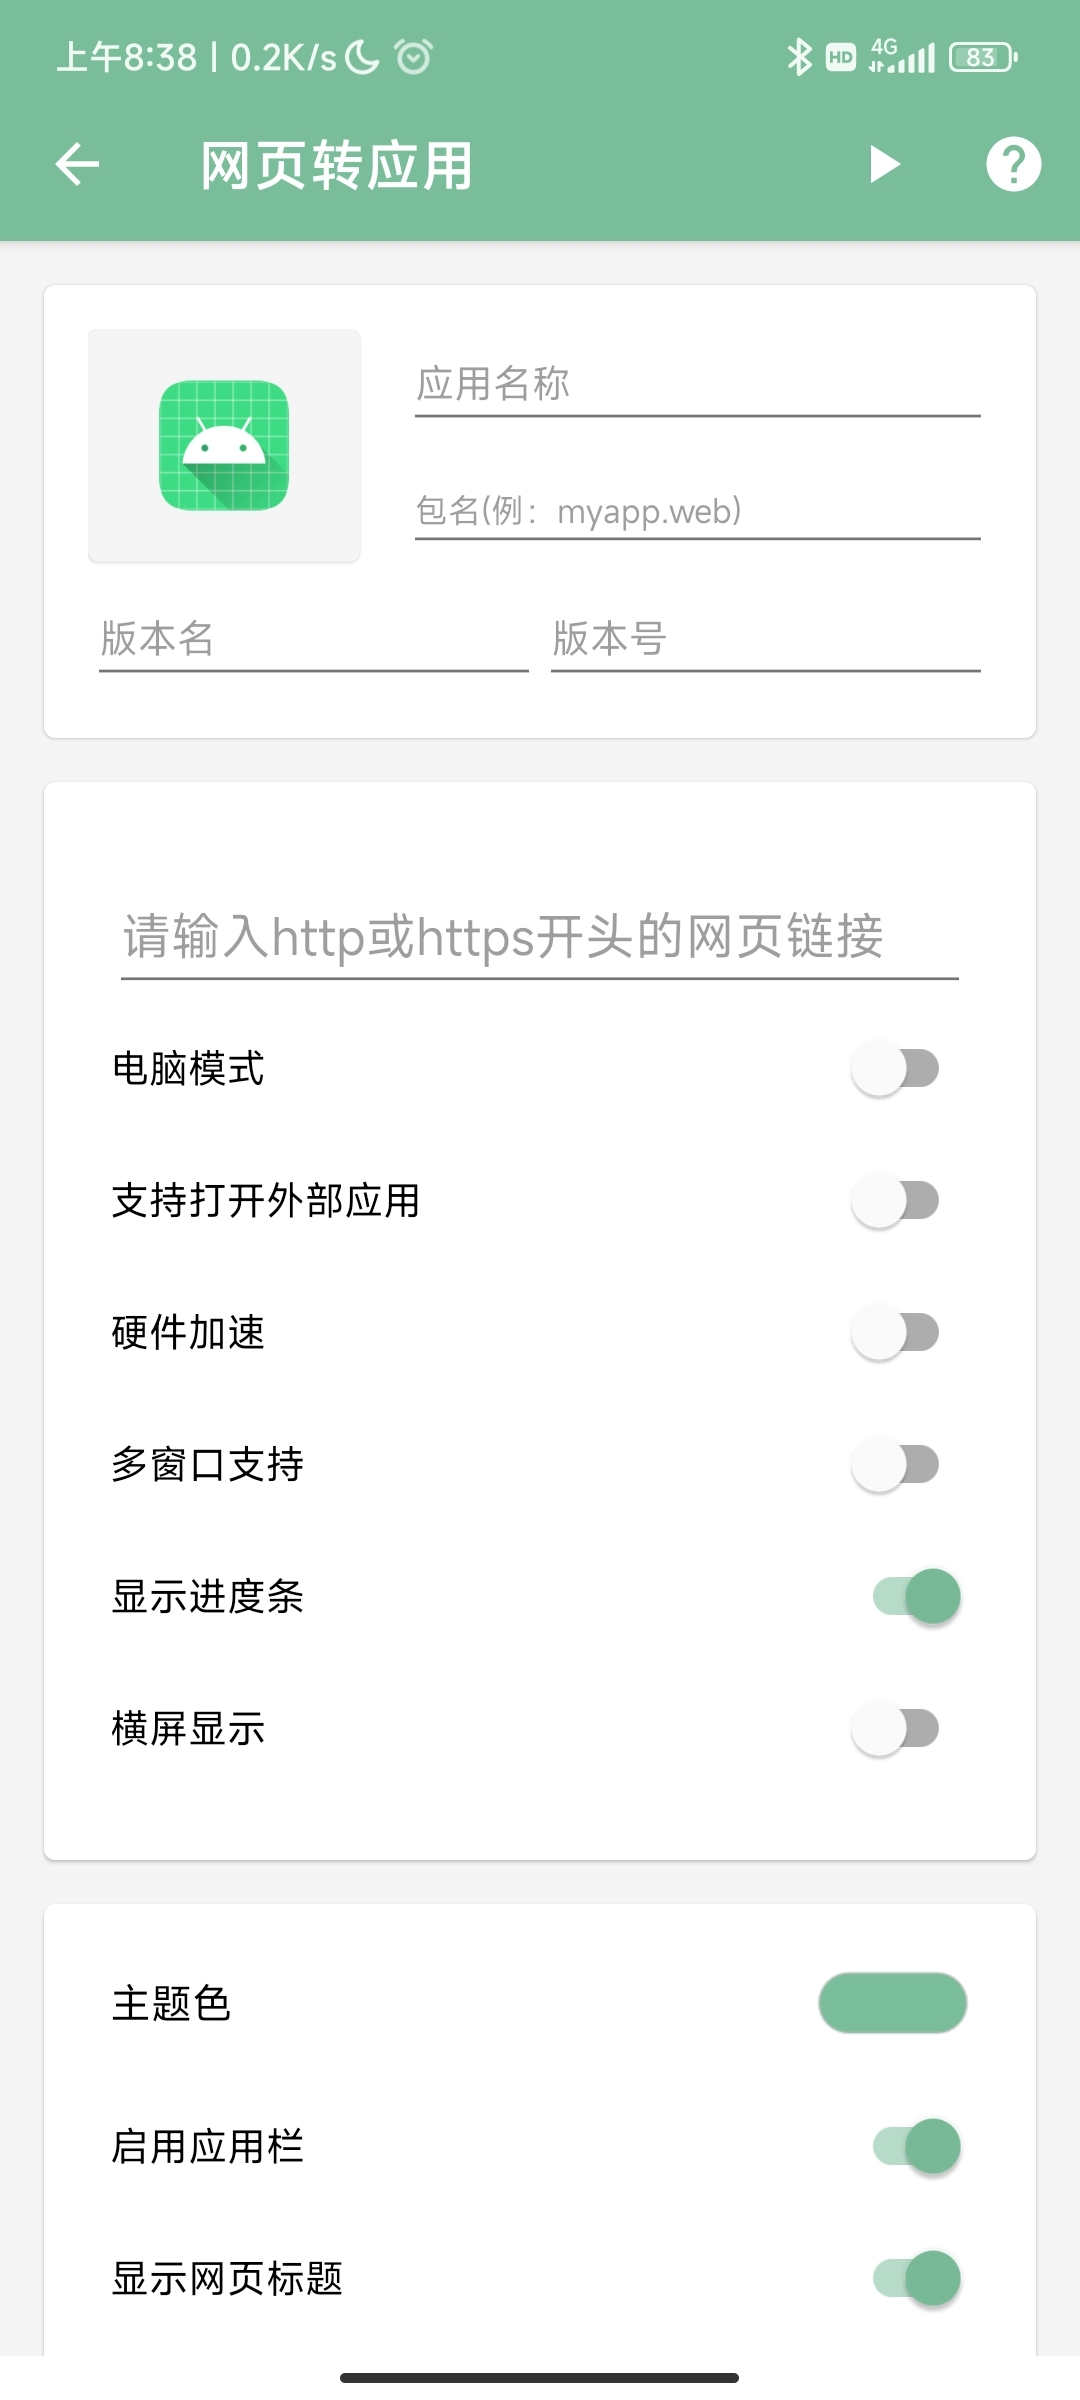 上午8:38 | 0.2K/s HD 4G 83
网页转应用
应用名称
包名(例：myapp.web)
版本名 版本号
请输入http或https开头的网页链接
电脑模式
支持打开外部应用
硬件加速
多窗口支持
显示进度条
横屏显示
主题色
启用应用栏
显示网页标题